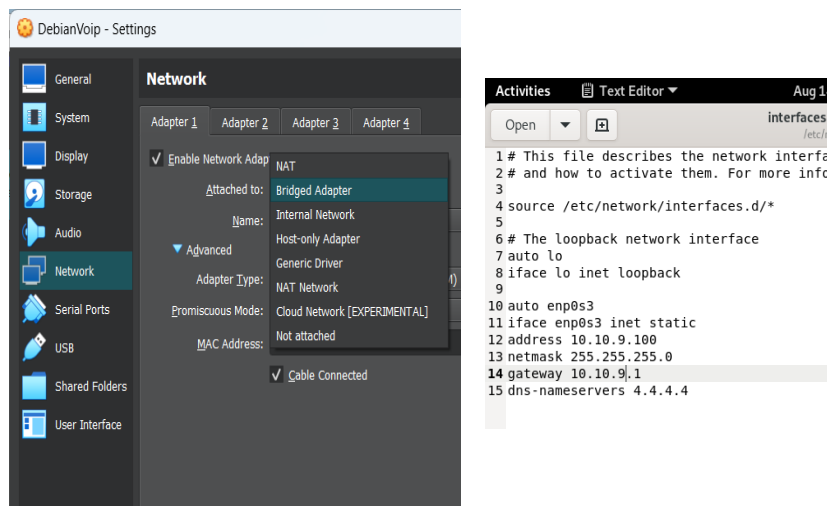 DebianVoip - Settings
General
System
Display
Storage
Audio
Network
Serial Ports
USB
Shared Folders
User Interface
Network
Adapter 1 Adapter 2 Adapter 3 Adapter 4
Enable Network Adap
Attached to:
Name:
Advanced
Adapter Type:
Promiscuous Mode:
MAC Address:
Cable Connected
NAT
Bridged Adapter
Internal Network
Host-only Adapter
Generic Driver
NAT Network
Cloud Network [EXPERIMENTAL]
Not attached
Activities Text Editor Aug 1
Open interfaces
/etc/
1 # This file describes the network interfa
2 # and how to activate them. For more info
3
4 source /etc/network/interfaces.d/*
5
6 # The loopback network interface
7 auto lo
8 iface lo inet loopback
9
10 auto enp0s3
11 iface enp0s3 inet static
12 address 10.10.9.100
13 netmask 255.255.255.0
14 gateway 10.10.9.1
15 dns-nameservers 4.4.4.4